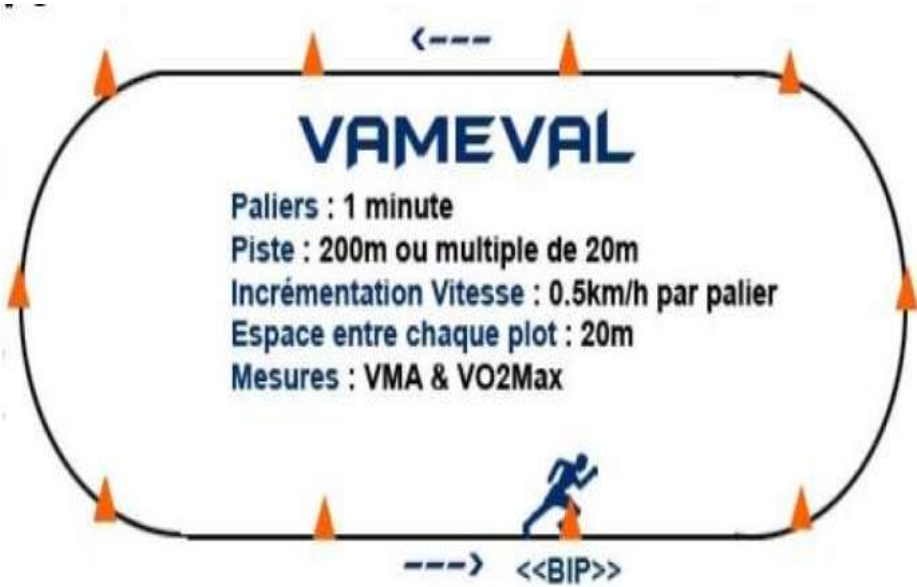 <---
VAMEVAL
Paliers : 1 minute
Piste : 200m ou multiple de 20m
Incrémentation Vitesse : 0.5km/h par palier
Espace entre chaque plot : 20m
Mesures : VMA & VO2Max
---> <<BIP>>